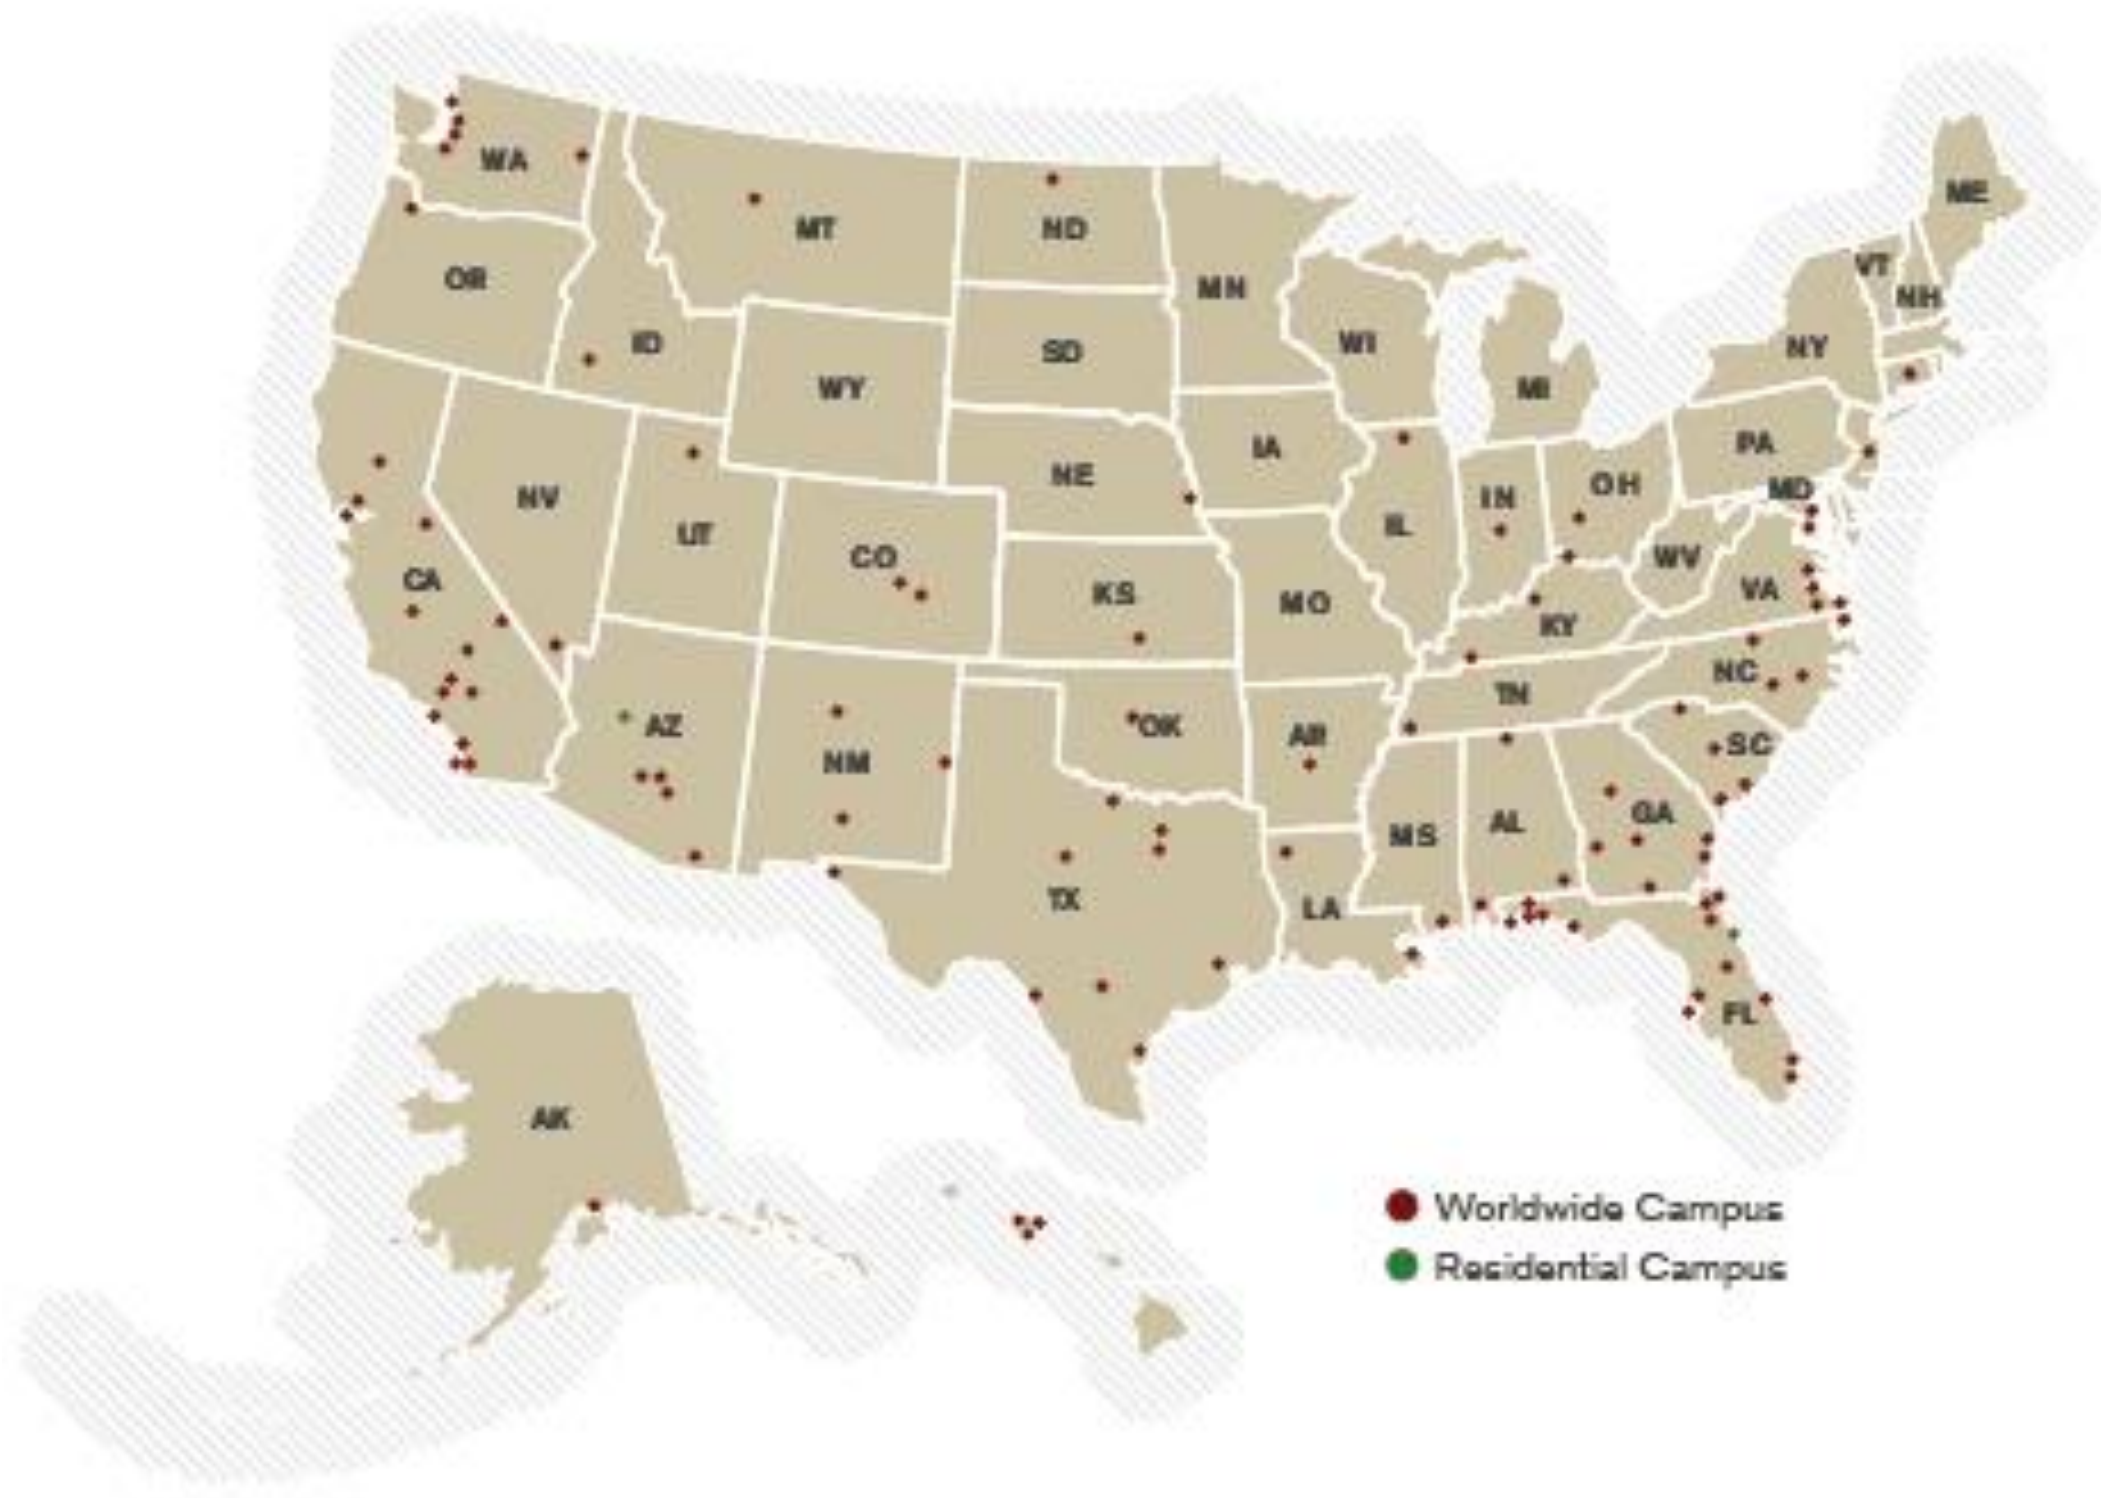 WA
MT
ND
ME
OR
MN
VT
NH
ID
SD
WI
NY
WY
MI
IA
PA
NE
NV
OH
MD
IN
UT
IL
CO
WV
CA
KS
MO
VA
KY
NC
TN
AZ
OK
AR
SC
NM
GA
AL
MS
TX
LA
FL
AK
Worldwide Campus
Residential Campus